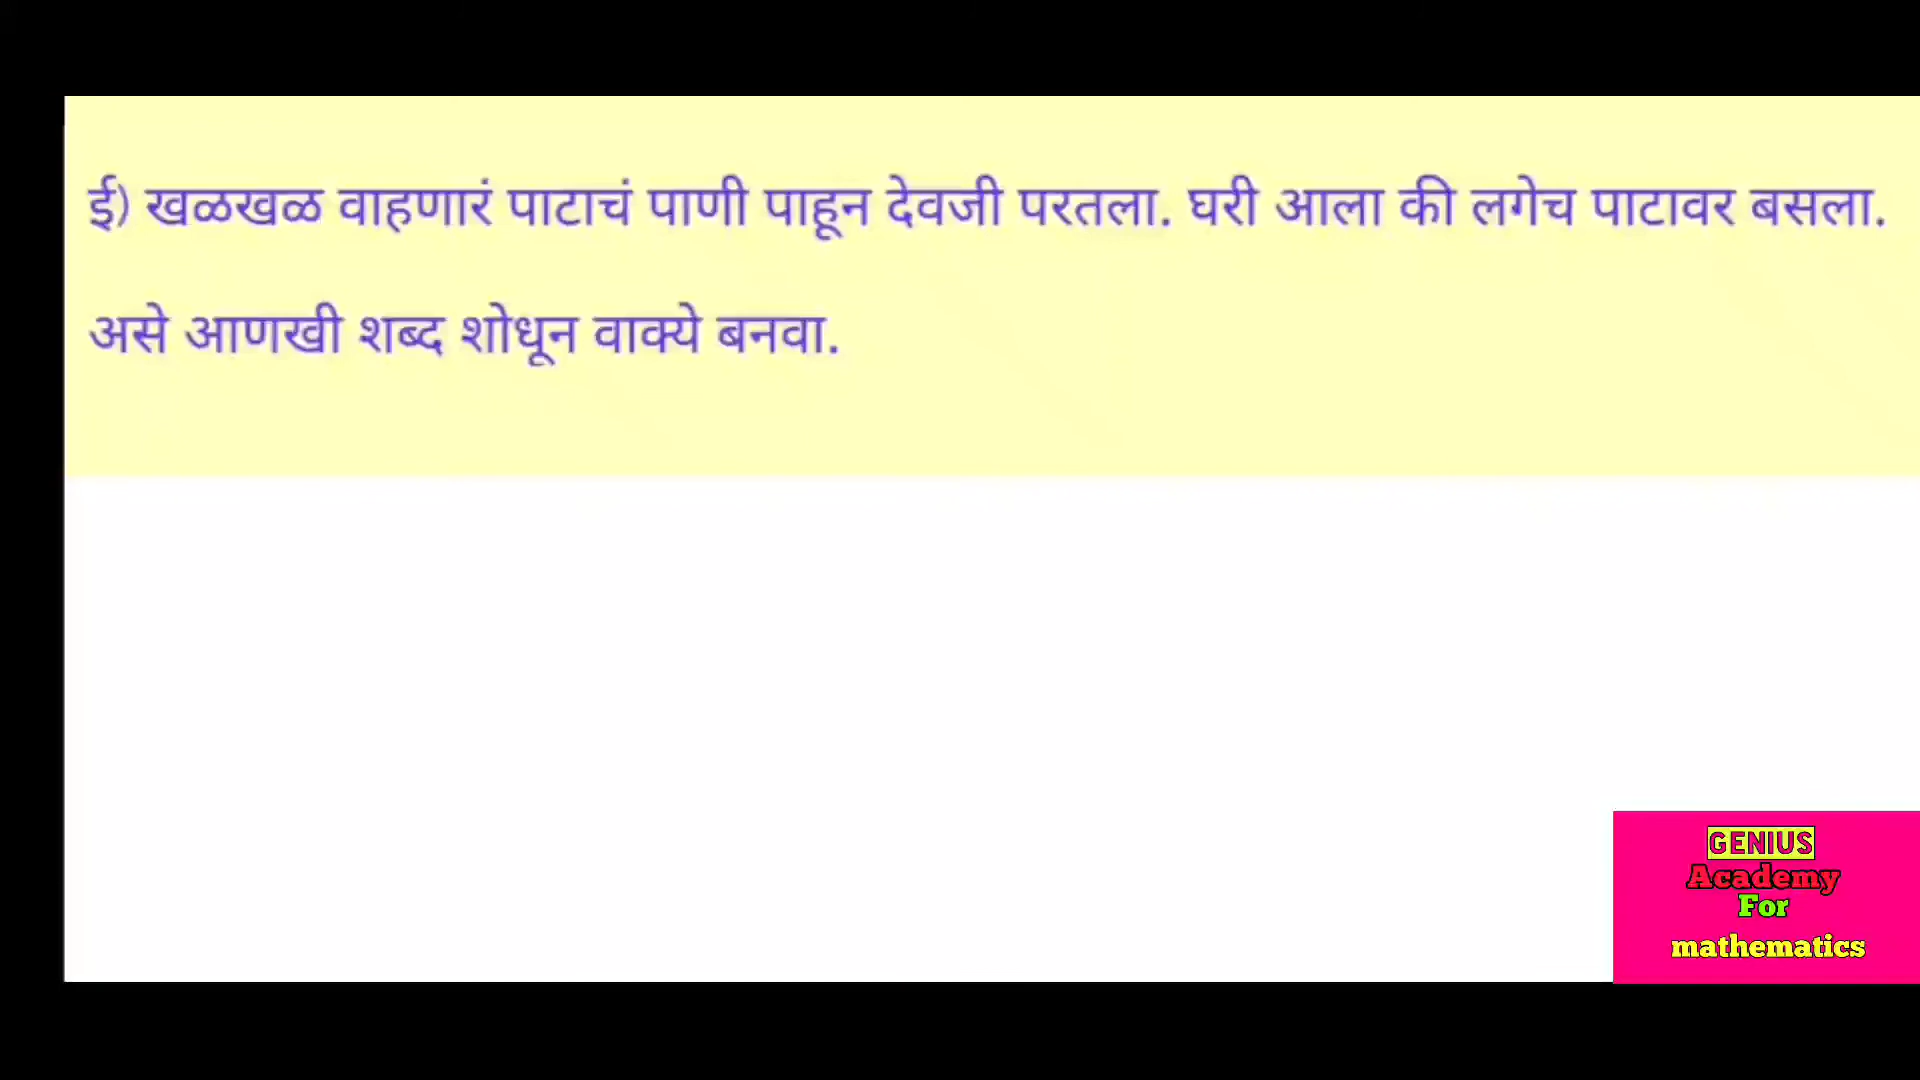 ई) खळखळ वाहणारं पाटाचं पाणी पाहून देवजी परतला. घरी आला की लगेच पाटावर बसला.
असे आणखी शब्द शोधून वाक्ये बनवा.
GENIUS
Academy
For
mathematics